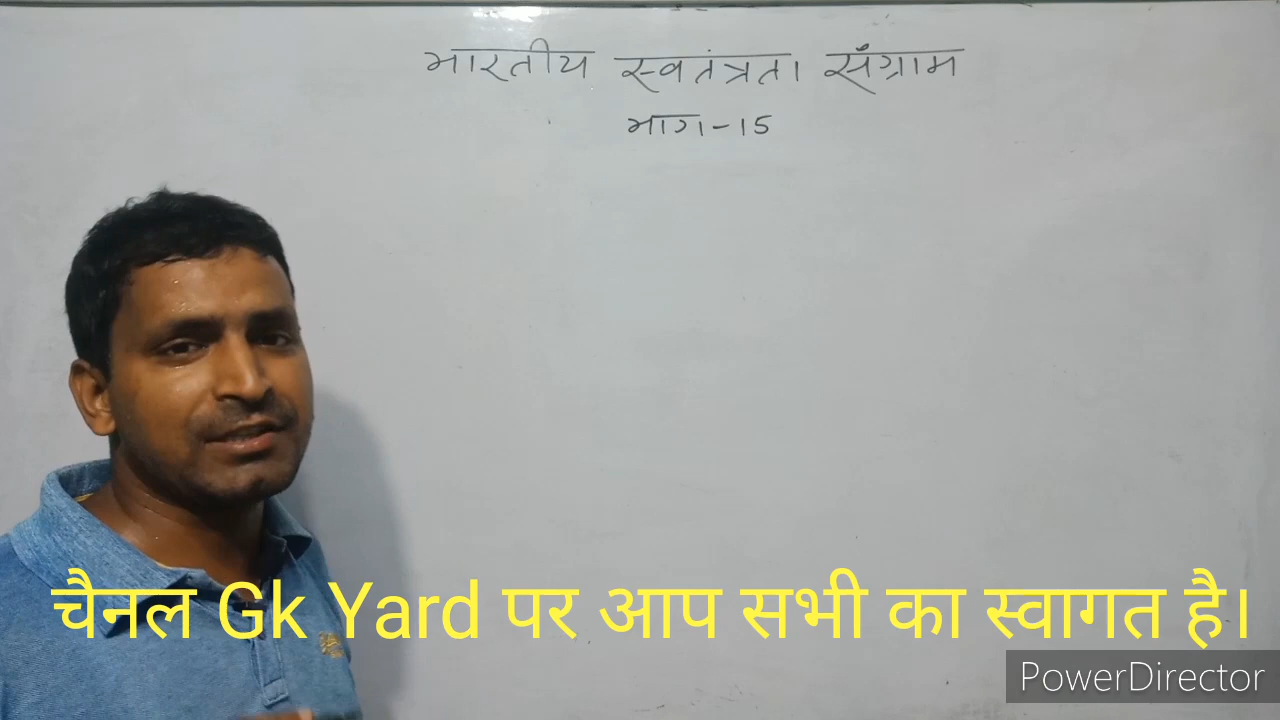 भारतीय स्वतंत्रता संग्राम
भाग-15
चैनल Gk Yard पर आप सभी का स्वागत है।
PowerDirector